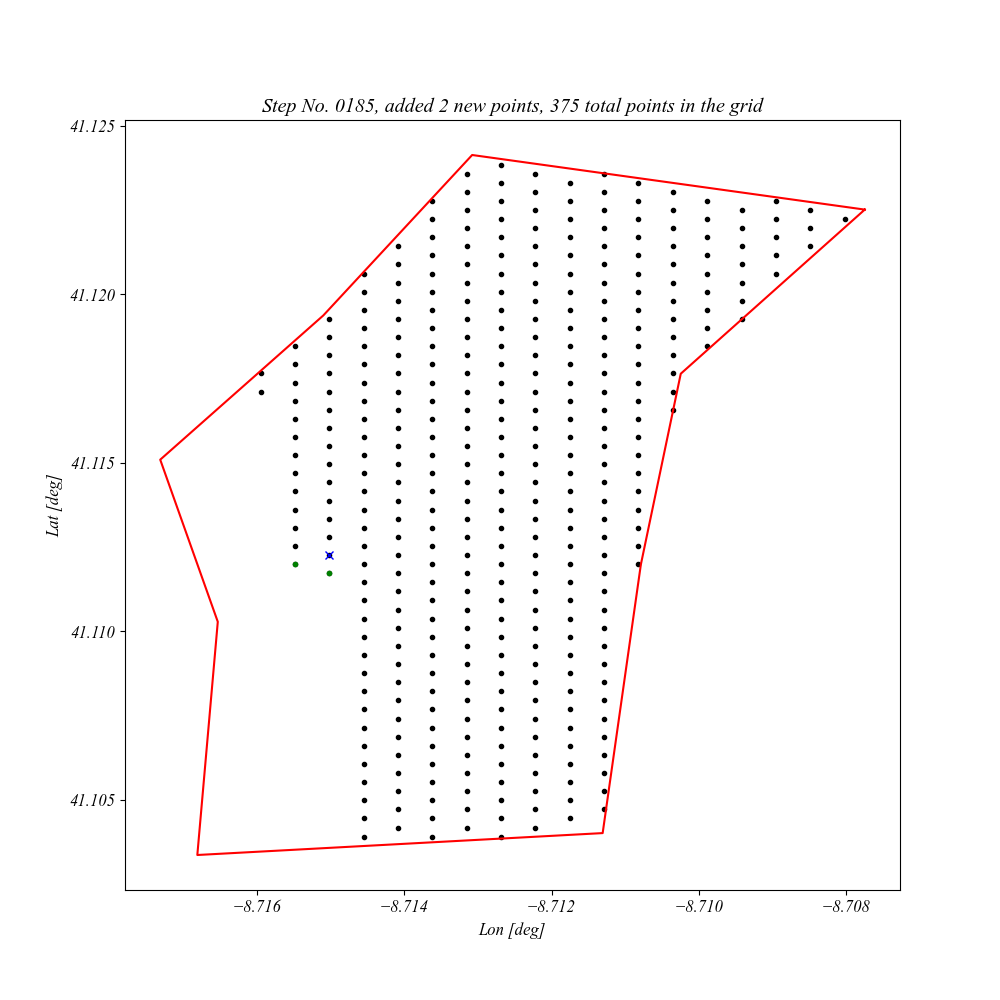 Step No. 0185, added 2 new points, 375 total points in the grid
41.125
41.120
41.115
41.110
41.105
Lat [deg]
−8.716 −8.714 −8.712 −8.710 −8.708
Lon [deg]